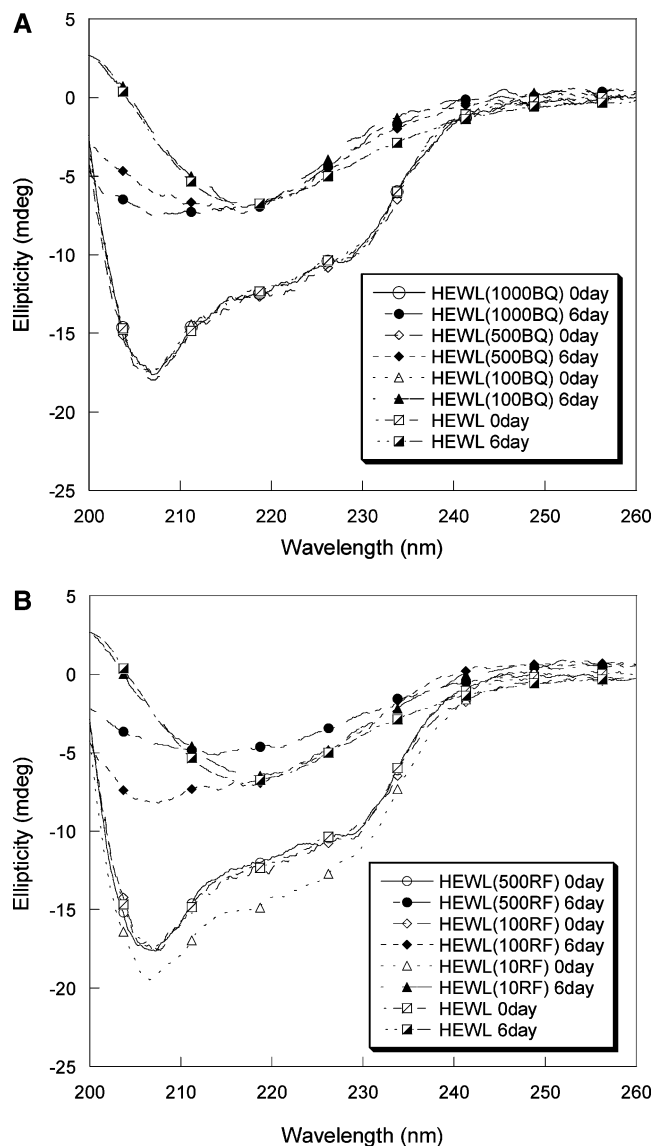 A
5
0
-5
-10
-15
-20
-25
Ellipticity (mdeg)
HEWL(1000BQ) 0day
HEWL(1000BQ) 6day
HEWL(500BQ) 0day
HEWL(500BQ) 6day
HEWL(100BQ) 0day
HEWL(100BQ) 6day
HEWL 0day
HEWL 6day
200 210 220 230 240 250 260
Wavelength (nm)
B
5
0
-5
-10
-15
-20
-25
Ellipticity (mdeg)
HEWL(500RF) 0day
HEWL(500RF) 6day
HEWL(100RF) 0day
HEWL(100RF) 6day
HEWL(10RF) 0day
HEWL(10RF) 6day
HEWL 0day
HEWL 6day
200 210 220 230 240 250 260
Wavelength (nm)